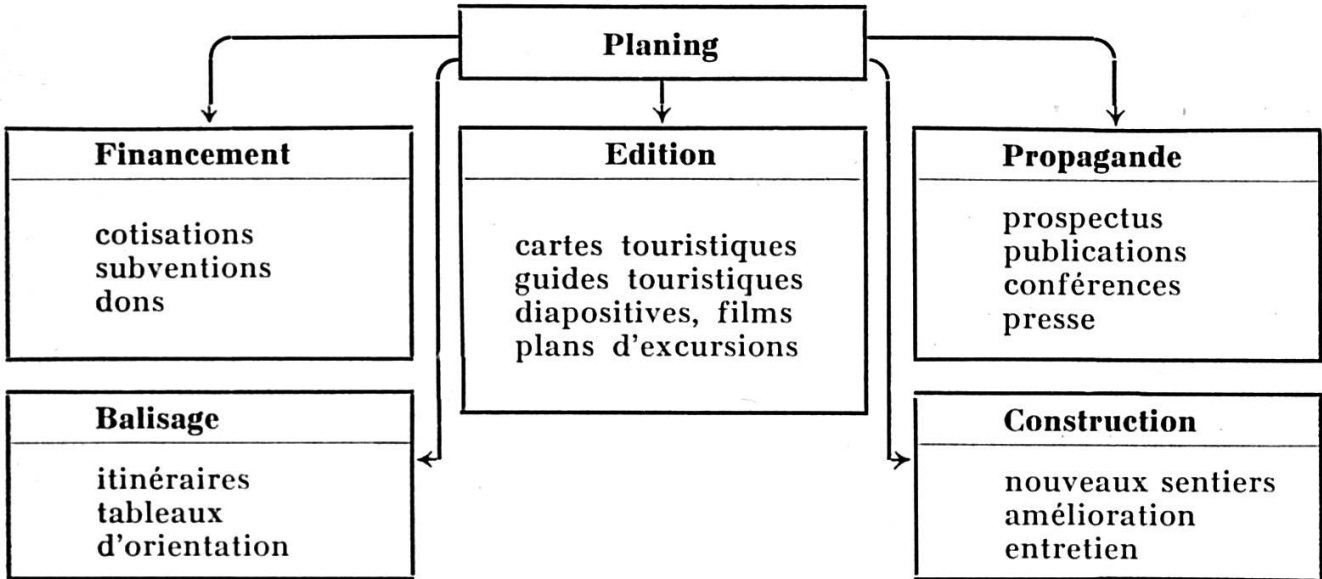 Planing
Financement
cotisations
subventions
dons
Edition
cartes touristiques
guides touristiques
diapositives, films
plans d'excursions
Propagande
prospectus
publications
conférences
presse
Balisage
itinéraires
tableaux
d'orientation
Construction
nouveaux sentiers
amélioration
entretien